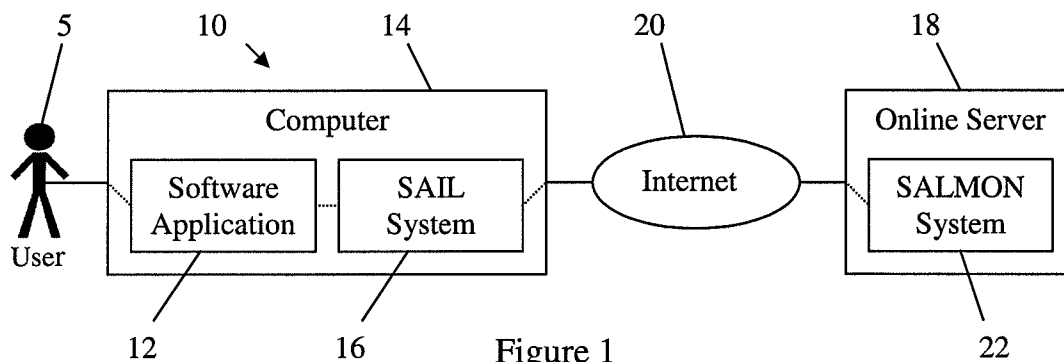 5
10
14
20
18
Computer
Online Server
Software
Application
SAIL
System
Internet
SALMON
System
User
12
16
22
Figure 1